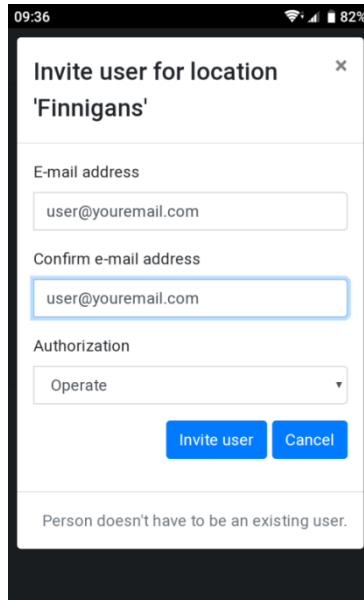 09:36 82%
Invite user for location ×
'Finnigans'
E-mail address
user@youremail.com
Confirm e-mail address
user@youremail.com
Authorization
Operate
Invite user Cancel
Person doesn't have to be an existing user.